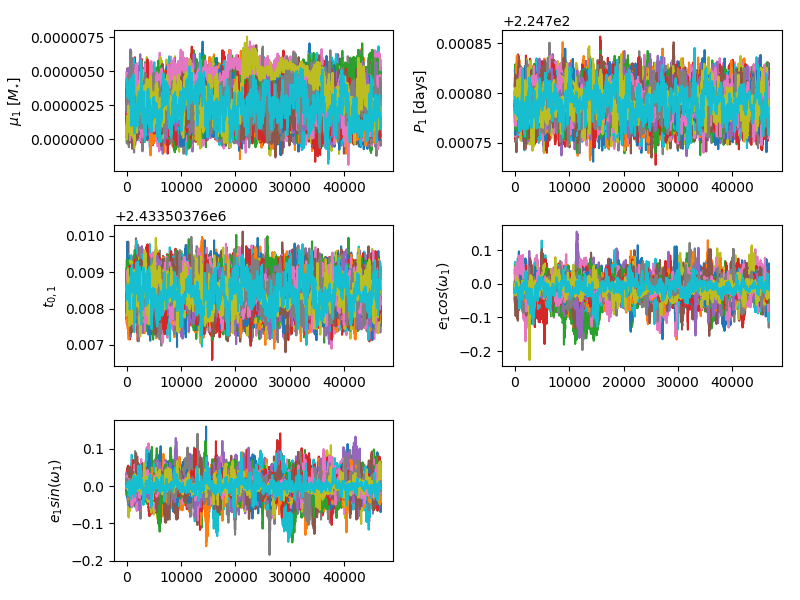 0.0000075
0.0000050
0.0000025
0.0000000
μ₁ [M⋆]
0 10000 20000 30000 40000
+2.247e2
0.00085
0.00080
0.00075
P₁ [days]
0 10000 20000 30000 40000
+2.43350376e6
0.010
0.009
0.008
0.007
t₀,₁
0 10000 20000 30000 40000
0.1
0.0
−0.1
−0.2
e₁cos(ω₁)
0 10000 20000 30000 40000
0.1
0.0
−0.1
−0.2
e₁sin(ω₁)
0 10000 20000 30000 40000